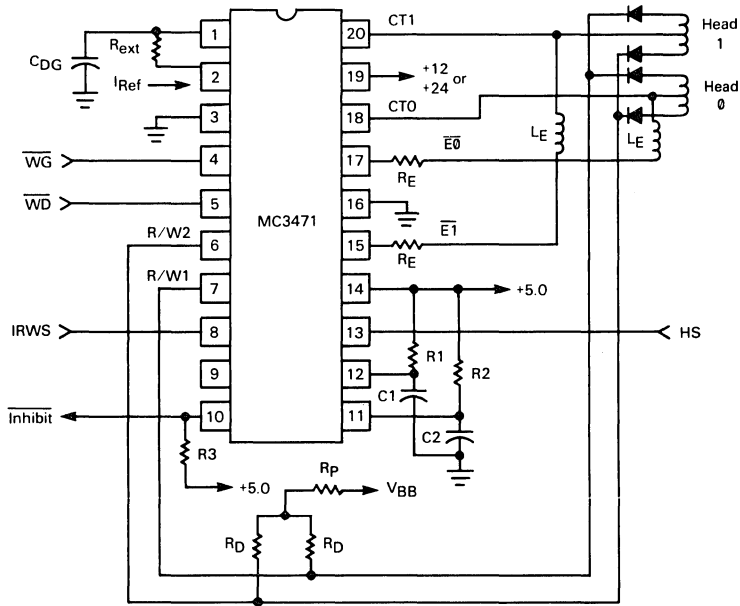 1 20 CT1
Head
1
Rext
CDG
2 19 +12
+24 or
IRef
CT0
Head
0
3 18
LE
LE
WG 4 17 E0
RE
WD 5 16
MC3471
R/W2 6 15 E1
RE
R/W1 7 14 +5.0
IRWS 8 13 HS
R1
9 12 R2
C1
Inhibit 10 11
C2
R3
RP
+5.0 VBB
RD RD